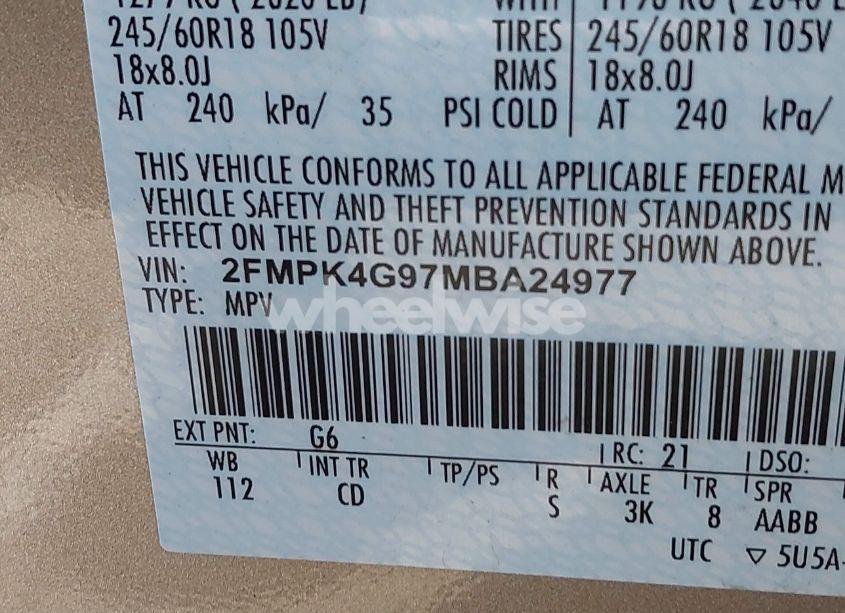 245/60R18 105V TIRES 245/60R18 105V
18x8.0J RIMS 18x8.0J
AT 240 kPa/ 35 PSI COLD AT 240 kPa/
THIS VEHICLE CONFORMS TO ALL APPLICABLE FEDERAL M
VEHICLE SAFETY AND THEFT PREVENTION STANDARDS IN
EFFECT ON THE DATE OF MANUFACTURE SHOWN ABOVE.
VIN: 2FMPK4G97MBA24977
TYPE: MPV
wheelwise
EXT PNT: G6 RC: 21 DSO:
WB INT TR TP/PS R AXLE TR SPR
112 CD S 3K 8 AABB
UTC ▽ 5U5A-